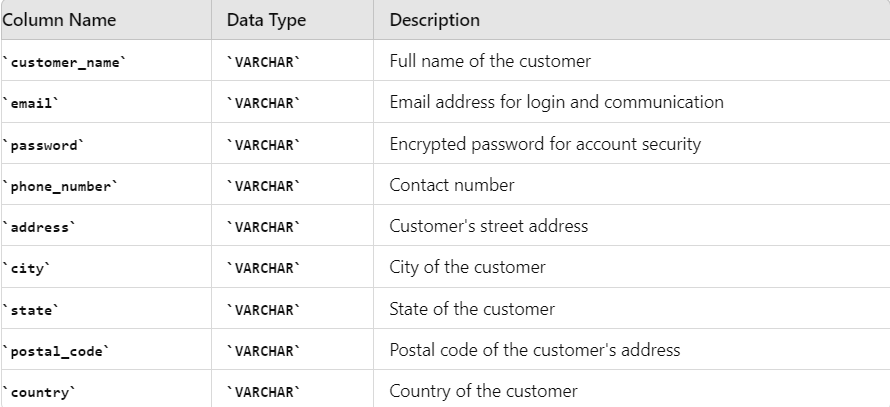 Column Name Data Type Description
`customer_name` `VARCHAR` Full name of the customer
`email` `VARCHAR` Email address for login and communication
`password` `VARCHAR` Encrypted password for account security
`phone_number` `VARCHAR` Contact number
`address` `VARCHAR` Customer's street address
`city` `VARCHAR` City of the customer
`state` `VARCHAR` State of the customer
`postal_code` `VARCHAR` Postal code of the customer's address
`country` `VARCHAR` Country of the customer